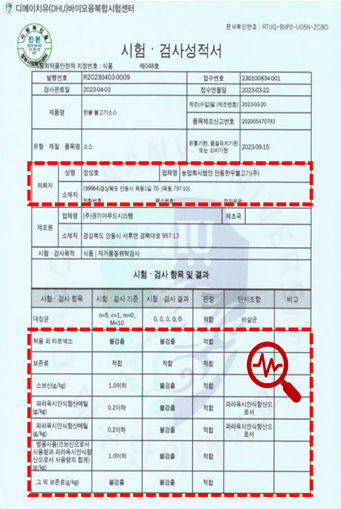 디에이치유(DHU)바이오융복합시험센터
문서확인번호 : RTUQ-BVP2-UO5N-ZC80
진본
시험 · 검사성적서
식품의약품안전처 지정번호 : 식품 제048호
발행번호 R20230403-0009 접수번호 230100834-001
검사완료일 2023-04-03 접수연월일 2023-03-22
제품명 한불 불고기소스 제조(수입)일 (제조번호) 2023-03-20
품목제조신고번호 202005470793
유형 · 재질 · 품목명 소스 유통기한, 품질유지기한 또는 소비기한 2023-09-15
의뢰자 성명 장성호 업체명 농업회사법인 안동한우불고기(주)
소재지 (36664)경상북도 안동시 옥동1길 70 (옥동 797-10)
제조원 업체명 (주)권기야푸드시스템 제조국
소재지 경상북도 안동시 서후면 경북대로 957-13
시험 · 검사목적 식품 | 자가품질위탁검사
시험 · 검사 항목 및 결과
시험 · 검사 항목 시험 · 검사 기준 시험 · 검사 결과 판정 단서조항 비고
대장균 n=5, c=1, m=0, M=10 0, 0, 0, 0, 0 적합 비살균
허용 외 타르색소 불검출 불검출 적합
보존료 적합 적합 적합
소브산(g/kg) 1.0이하 불검출 적합
파라옥시안식향산메틸(g/kg) 0.2이하 불검출 적합 파라옥시안식향산으로서
파라옥시안식향산에틸(g/kg) 0.2이하 불검출 적합 파라옥시안식향산으로서
병용사용(소브산으로서 사용량과 파라옥시안식향산으로서 사용량의 합계)(g/kg) 1.0이하 불검출 적합
그 외 보존료(g/kg) 불검출 불검출 적합